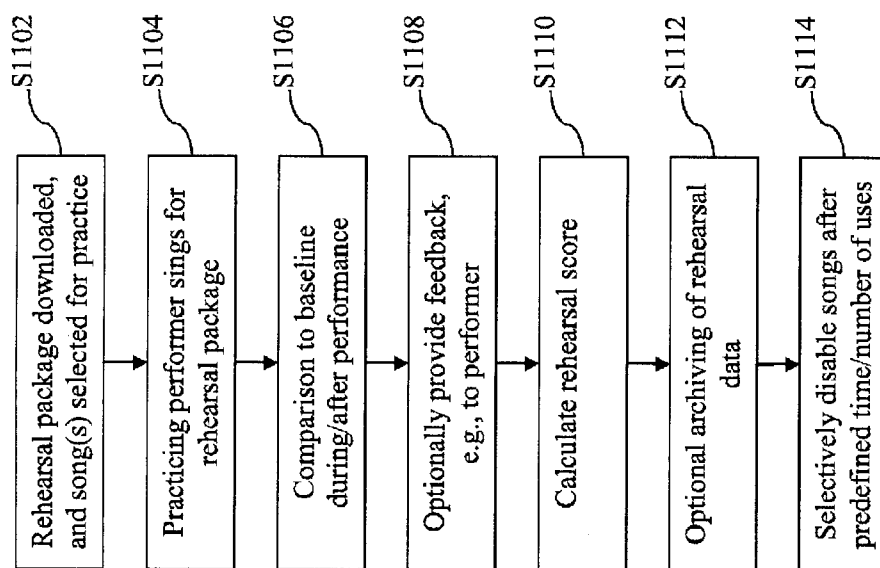 Rehearsal package downloaded,
and song(s) selected for practice
S1102
Practicing performer sings for
rehearsal package
S1104
Comparison to baseline
during/after performance
S1106
Optionally provide feedback,
e.g., to performer
S1108
Calculate rehearsal score
S1110
Optional archiving of rehearsal
data
S1112
Selectively disable songs after
predefined time/number of uses
S1114